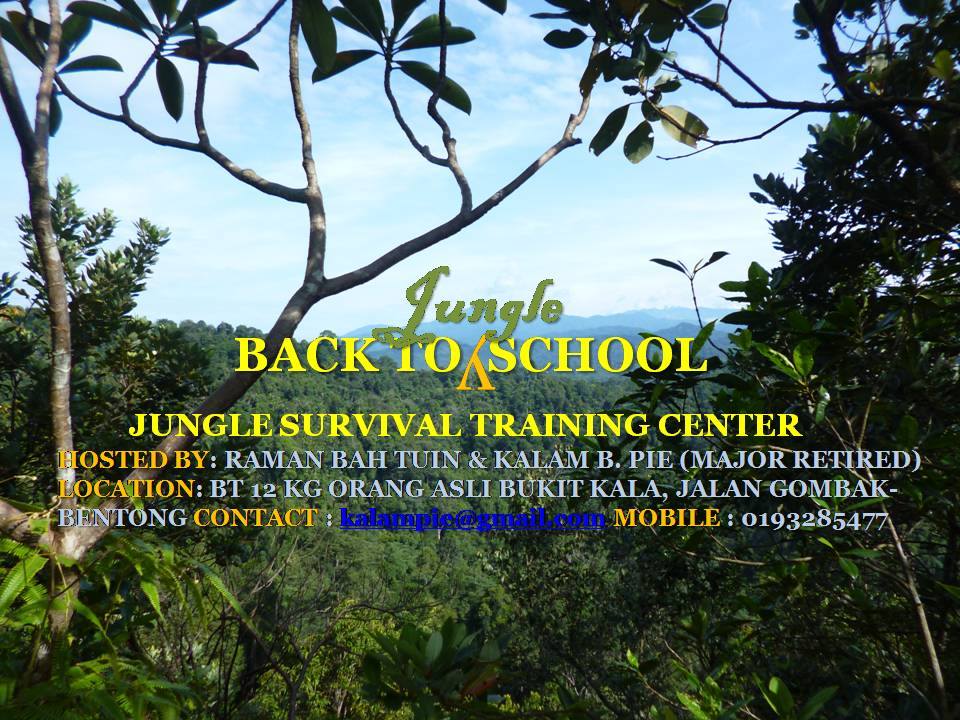 Jungle
BACK TO SCHOOL
JUNGLE SURVIVAL TRAINING CENTER
HOSTED BY: RAMAN BAH TUIN & KALAM B. PIE (MAJOR RETIRED)
LOCATION: BT 12 KG ORANG ASLI BUKIT KALA, JALAN GOMBAK-
BENTONG CONTACT : kalampie@gmail.com MOBILE : 0193285477